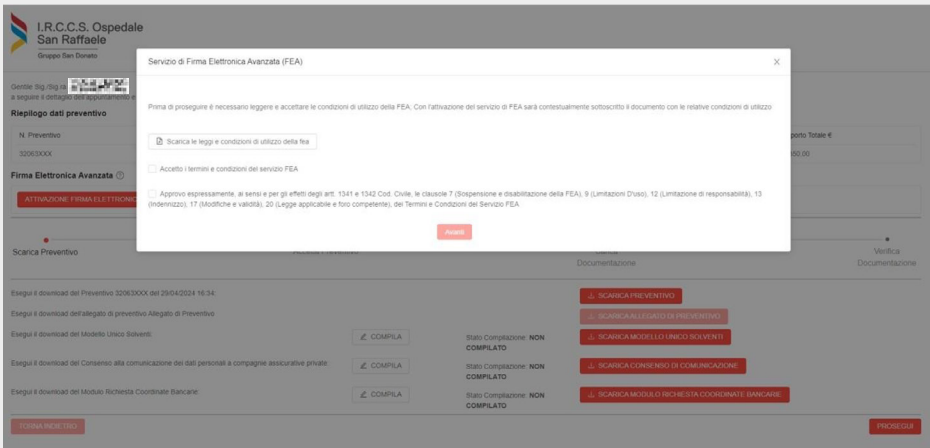 I.R.C.C.S. Ospedale
San Raffaele
Gruppo San Donato
Servizio di Firma Elettronica Avanzata (FEA)
Gentile Sig./Sig.ra
a seguire il dettaglio dell'appuntamento e
Prima di proseguire è necessario leggere e accettare le condizioni di utilizzo della FEA. Con l'attivazione del servizio di FEA sarà contestualmente sottoscritto il documento con le relative condizioni di utilizzo
Riepilogo dati preventivo
N. Preventivo
Totale €
Scarica le leggi e condizioni di utilizzo della fea
32063XXX
50.00
Accetto i termini e condizioni del servizio FEA
Firma Elettronica Avanzata
Approvo espressamente, ai sensi e per gli effetti degli artt. 1341 e 1342 Cod. Civile, le clausole 7 (Sospensione e disabilitazione della FEA), 9 (Limitazioni D'uso), 12 (Limitazione di responsabilità), 13
(Indennizzo), 17 (Modifiche e validità), 20 (Legge applicabile e foro competente), dei Termini e Condizioni del Servizio FEA.
ATTIVAZIONE FIRMA ELETTRONIC
Avanti
Scarica Preventivo
Documentazione
Verifica
Documentazione
Esegui il download del Preventivo 32063XXX del 29/04/2024 16:34:
SCARICA PREVENTIVO
Esegui il download dell'allegato di preventivo Allegato di Preventivo
SCARICA ALLEGATO DI PREVENTIVO
Esegui il download del Modello Unico Solventi:
COMPILA
Stato Compilazione: NON
COMPILATO
SCARICA MODELLO UNICO SOLVENTI
Esegui il download del Consenso alla comunicazione dei dati personali a compagnie assicurative private:
COMPILA
Stato Compilazione: NON
COMPILATO
SCARICA CONSENSO DI COMUNICAZIONE
Esegui il download del Modulo Richiesta Coordinate Bancarie:
COMPILA
Stato Compilazione: NON
COMPILATO
SCARICA MODULO RICHIESTA COORDINATE BANCARIE
TORNA INDIETRO
PROSEGUI